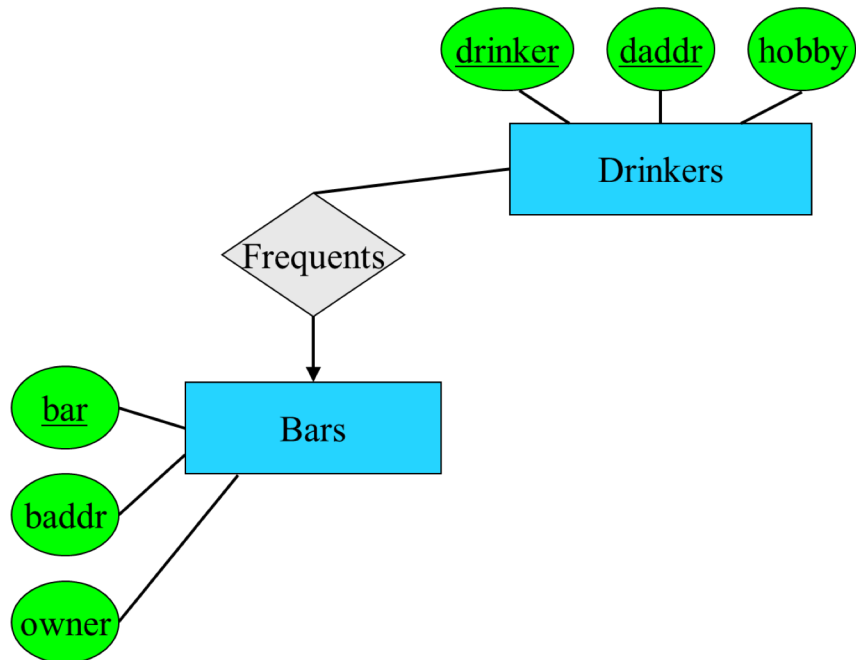 drinker
daddr
hobby
Drinkers
Frequents
bar
Bars
baddr
owner